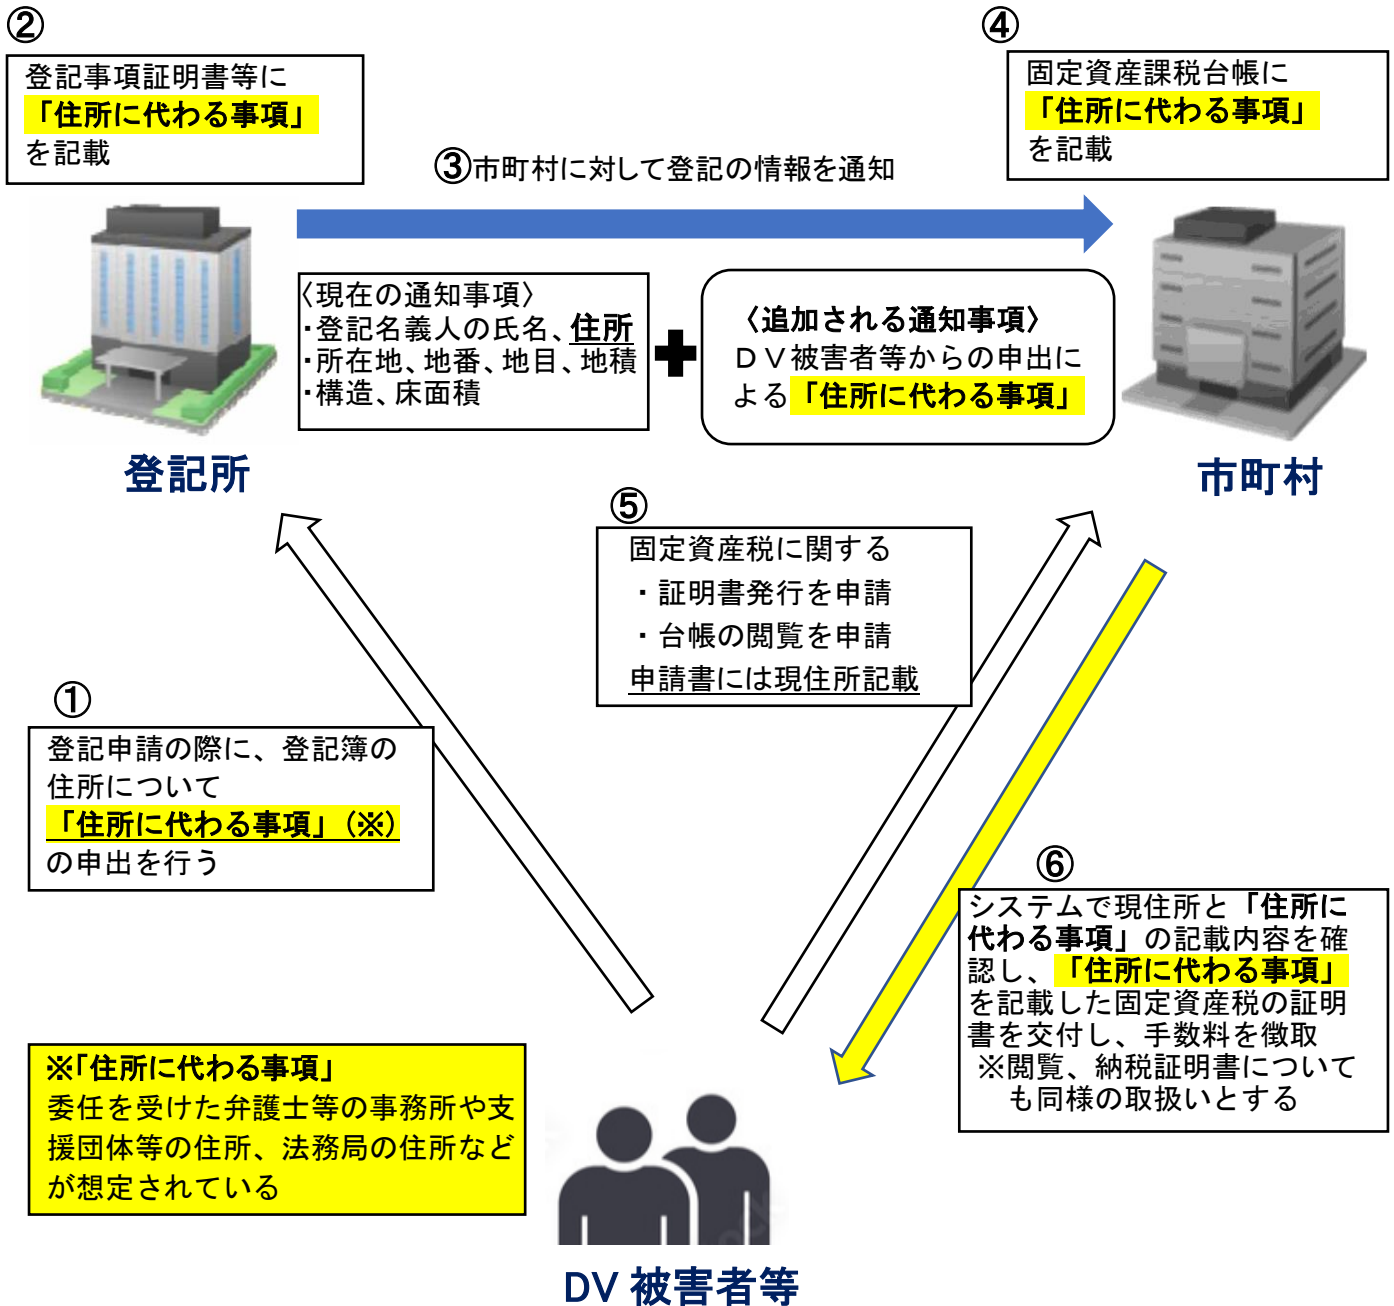 ②
登記事項証明書等に
「住所に代わる事項」
を記載
④
固定資産課税台帳に
「住所に代わる事項」
を記載
③市町村に対して登記の情報を通知
〈現在の通知事項〉
・登記名義人の氏名、住所
・所在地、地番、地目、地積
・構造、床面積
〈追加される通知事項〉
ＤＶ被害者等からの申出に
よる「住所に代わる事項」
登記所
市町村
⑤
固定資産税に関する
・証明書発行を申請
・台帳の閲覧を申請
申請書には現住所記載
①
登記申請の際に、登記簿の
住所について
「住所に代わる事項」（※）
の申出を行う
⑥
システムで現住所と「住所に
代わる事項」の記載内容を確
認し、「住所に代わる事項」
を記載した固定資産税の証明
書を交付し、手数料を徴取
※閲覧、納税証明書について
も同様の取扱いとする
※「住所に代わる事項」
委任を受けた弁護士等の事務所や支
援団体等の住所、法務局の住所など
が想定されている
DV 被害者等